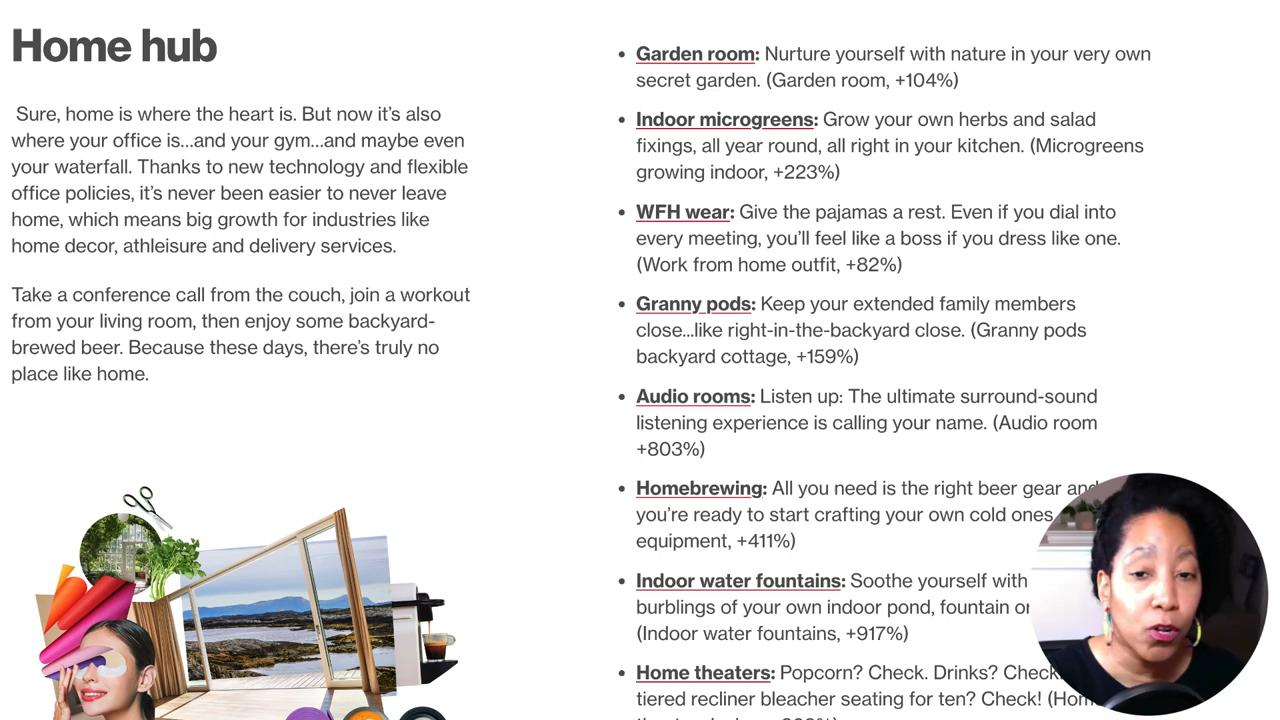 Home hub
Sure, home is where the heart is. But now it's also
where your office is...and your gym...and maybe even
your waterfall. Thanks to new technology and flexible
office policies, it's never been easier to never leave
home, which means big growth for industries like
home decor, athleisure and delivery services.
Take a conference call from the couch, join a workout
from your living room, then enjoy some backyard-
brewed beer. Because these days, there's truly no
place like home.
• Garden room: Nurture yourself with nature in your very own
secret garden. (Garden room, +104%)
• Indoor microgreens: Grow your own herbs and salad
fixings, all year round, all right in your kitchen. (Microgreens
growing indoor, +223%)
• WFH wear: Give the pajamas a rest. Even if you dial into
every meeting, you'll feel like a boss if you dress like one.
(Work from home outfit, +82%)
• Granny pods: Keep your extended family members
close...like right-in-the-backyard close. (Granny pods
backyard cottage, +159%)
• Audio rooms: Listen up: The ultimate surround-sound
listening experience is calling your name. (Audio room
+803%)
• Homebrewing: All you need is the right beer gear and
you're ready to start crafting your own cold ones
equipment, +411%)
• Indoor water fountains: Soothe yourself with
burblings of your own indoor pond, fountain or
(Indoor water fountains, +917%)
• Home theaters: Popcorn? Check. Drinks? Check
tiered recliner bleacher seating for ten? Check!